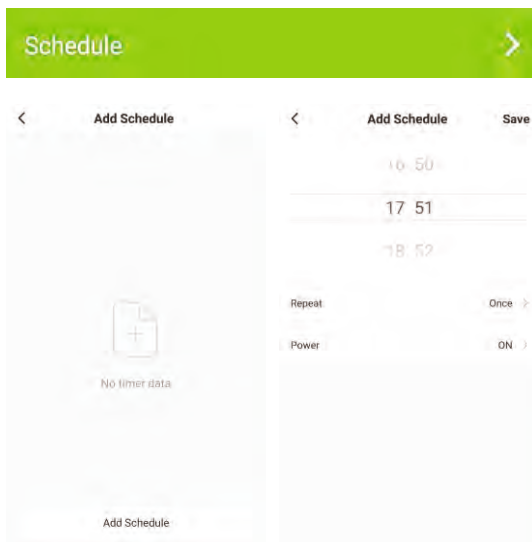 Schedule
Add Schedule
No timer data
Add Schedule
Add Schedule Save
16 50
17 51
18 52
Repeat Once
Power ON